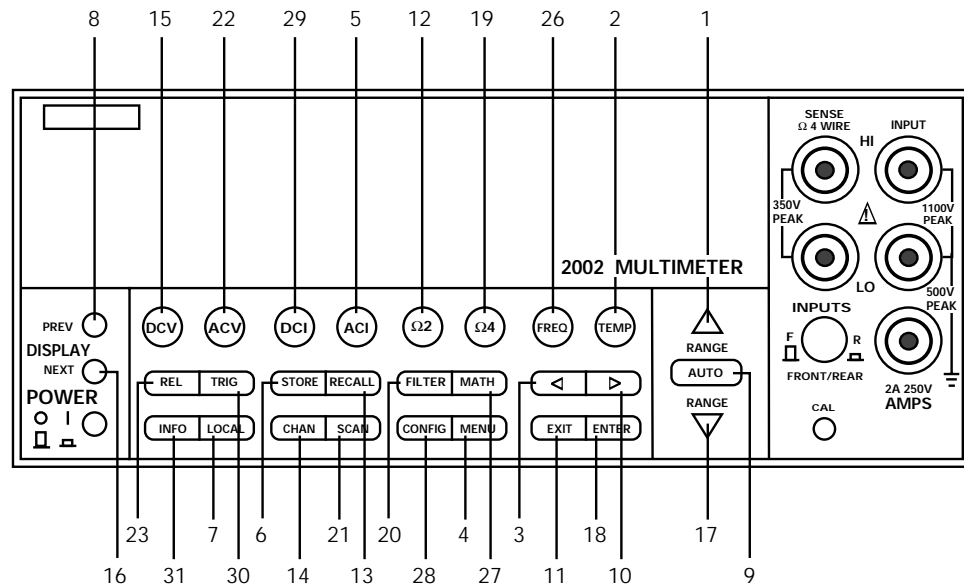 8 15 22 29 5 12 19 26 2 1
SENSE
Ω 4 WIRE
INPUT
HI
350V
PEAK
1100V
PEAK
2002 MULTIMETER
LO
500V
PEAK
INPUTS
F R
FRONT/REAR
2A 250V
AMPS
CAL
PREV
DISPLAY
NEXT
POWER
DCV ACV DCI ACI Ω2 Ω4 FREQ TEMP
RANGE
REL TRIG STORE RECALL FILTER MATH AUTO
RANGE
INFO LOCAL CHAN SCAN CONFIG MENU EXIT ENTER
23 7 6 21 20 4 3 18 17
16 31 30 14 13 28 27 11 10 9